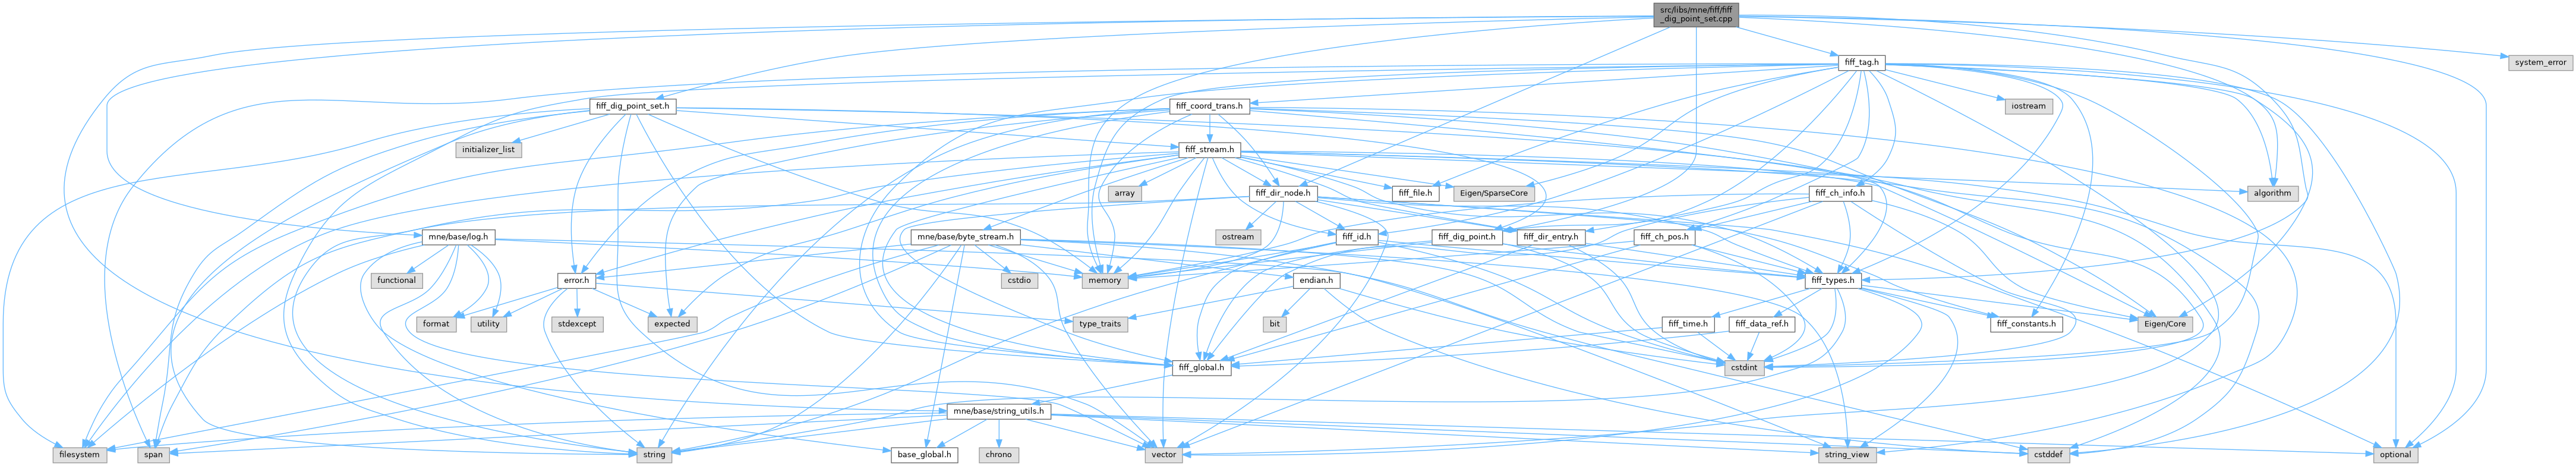 src/libs/mne/fiff/fiff
_dig_point_set.cpp
fiff_tag.h
system_error
fiff_dig_point_set.h
fiff_coord_trans.h
iostream
initializer_list
fiff_stream.h
array
fiff_dir_node.h
fiff_file.h
Eigen/SparseCore
fiff_ch_info.h
algorithm
mne/base/log.h
mne/base/byte_stream.h
ostream
fiff_id.h
fiff_dig_point.h
fiff_dir_entry.h
fiff_ch_pos.h
functional
error.h
cstdio
memory
endian.h
fiff_types.h
format
utility
stdexcept
expected
type_traits
bit
fiff_time.h
fiff_data_ref.h
fiff_constants.h
Eigen/Core
fiff_global.h
cstdint
mne/base/string_utils.h
filesystem
span
string
base_global.h
chrono
vector
string_view
cstddef
optional